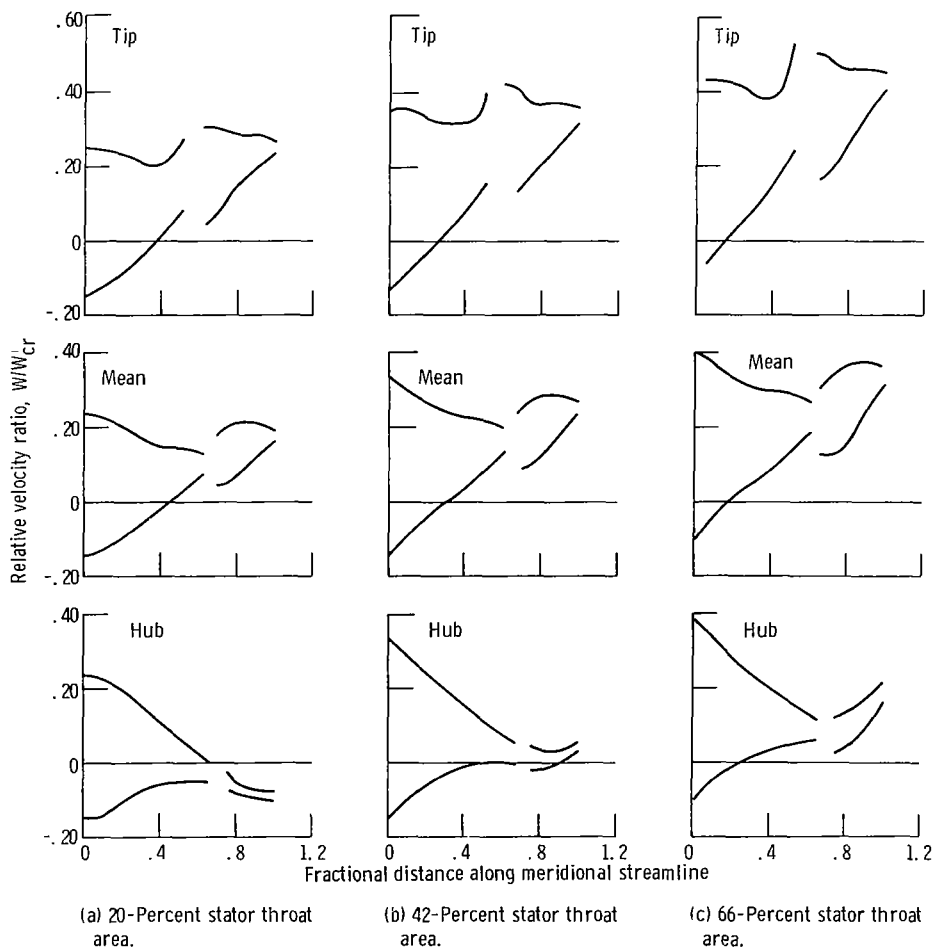 .60
.40
.20
0
-.20
Tip
Tip
Tip
Relative velocity ratio, W/W'cr
.40
.20
0
-.20
Mean
Mean
Mean
.40
.20
0
-.20
Hub
Hub
Hub
0 .4 .8 1.2 0 .4 .8 1.2 0 .4 .8 1.2
Fractional distance along meridional streamline
(a) 20-Percent stator throat
area.
(b) 42-Percent stator throat
area.
(c) 66-Percent stator throat
area.